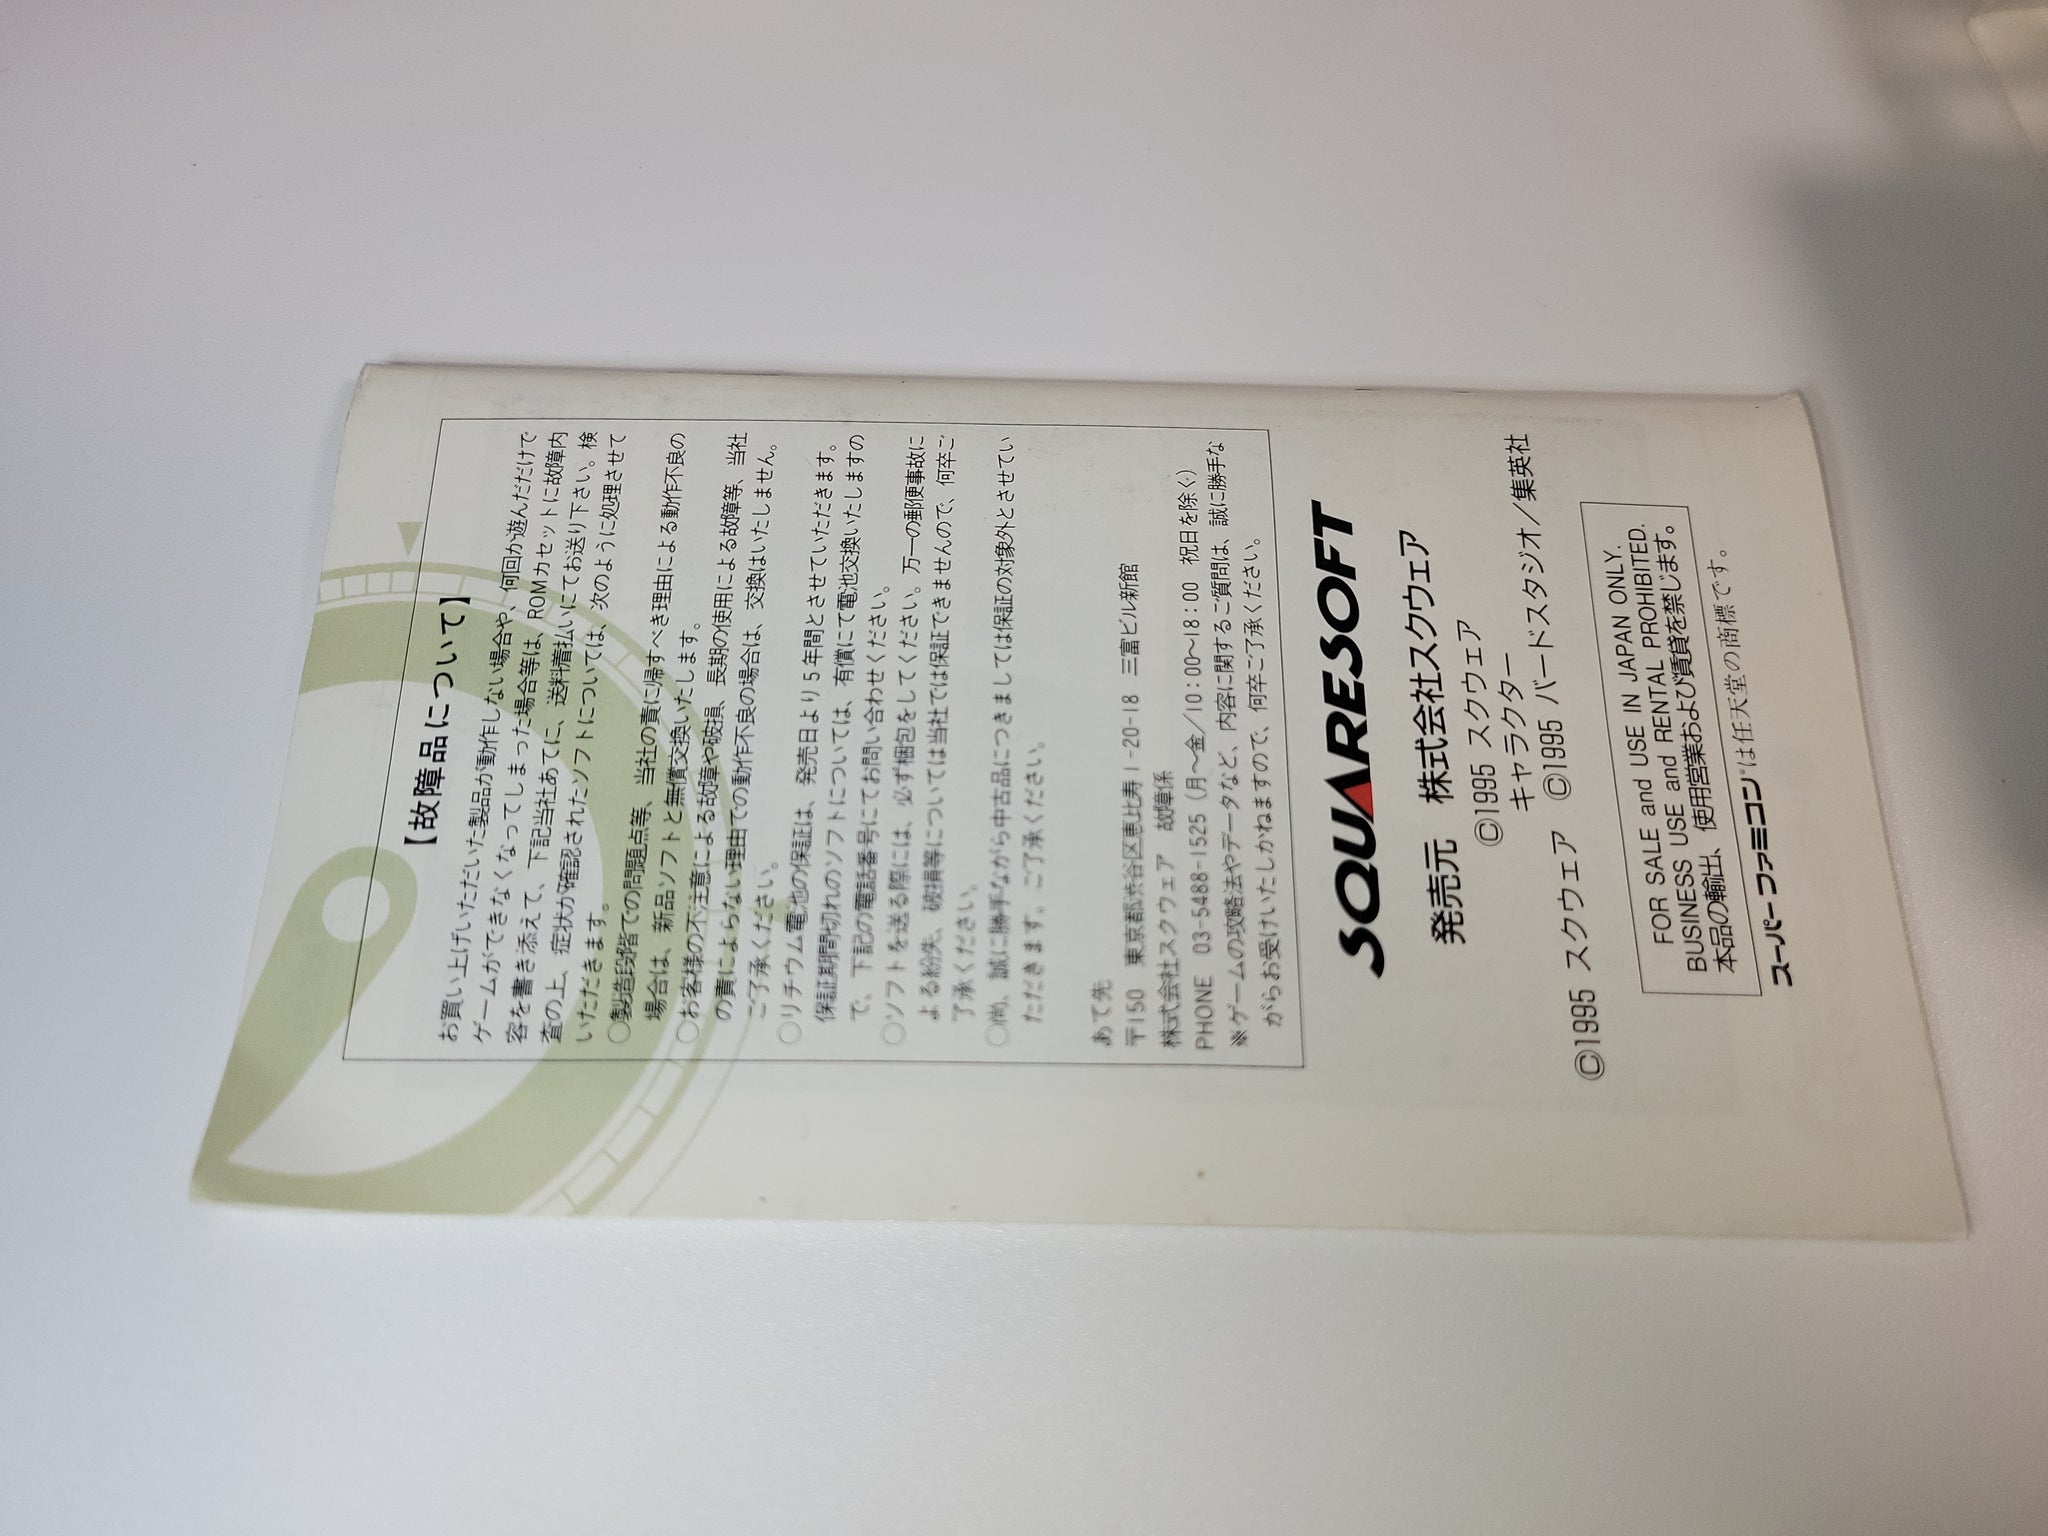 【故障品について】
お買い上げいただいた製品が動作しない場合や、何回か遊んだだけで
ゲームができなくなってしまった場合等は、ROMカセットに故障内
容を書き添えて、下記当社あてに、送料着払いにてお送り下さい。検
査の上、症状が確認されたソフトについては、次のように処理させて
いただきます。
○製造段階での問題点等、当社の責に帰すべき理由による動作不良の
場合は、新品ソフトと無償交換いたします。
○お客様の不注意による故障や破損、長期の使用による故障等、当社
の責によらない理由での動作不良の場合は、交換はいたしません。
ご了承ください。
○リチウム電池の保証は、発売日より5年間とさせていただきます。
保証期間切れのソフトについては、有償にて電池交換いたしますの
で、下記の電話番号にてお問い合わせください。
○ソフトを送る際には、必ず梱包をしてください。万一の郵便事故に
よる紛失、破損等については当社では保証できませんので、何卒ご
了承ください。
○尚、誠に勝手ながら中古品につきましては保証の対象外とさせてい
ただきます。ご了承ください。
あて先
〒150 東京都渋谷区恵比寿1-20-18 三富ビル新館
株式会社スクウェア 故障係
PHONE 03-5488-1525（月〜金／10:00〜18:00 祝日を除く）
※ゲームの攻略法やデータなど、内容に関するご質問は、誠に勝手な
がらお受けいたしかねますので、何卒ご了承ください。
SQUARESOFT
発売元 株式会社スクウェア
©1995 スクウェア
キャラクター
©1995 スクウェア ©1995 バードスタジオ／集英社
FOR SALE and USE IN JAPAN ONLY.
BUSINESS USE and RENTAL PROHIBITED.
本品の輸出、使用営業および賃貸を禁じます。
スーパーファミコン®は任天堂の商標です。